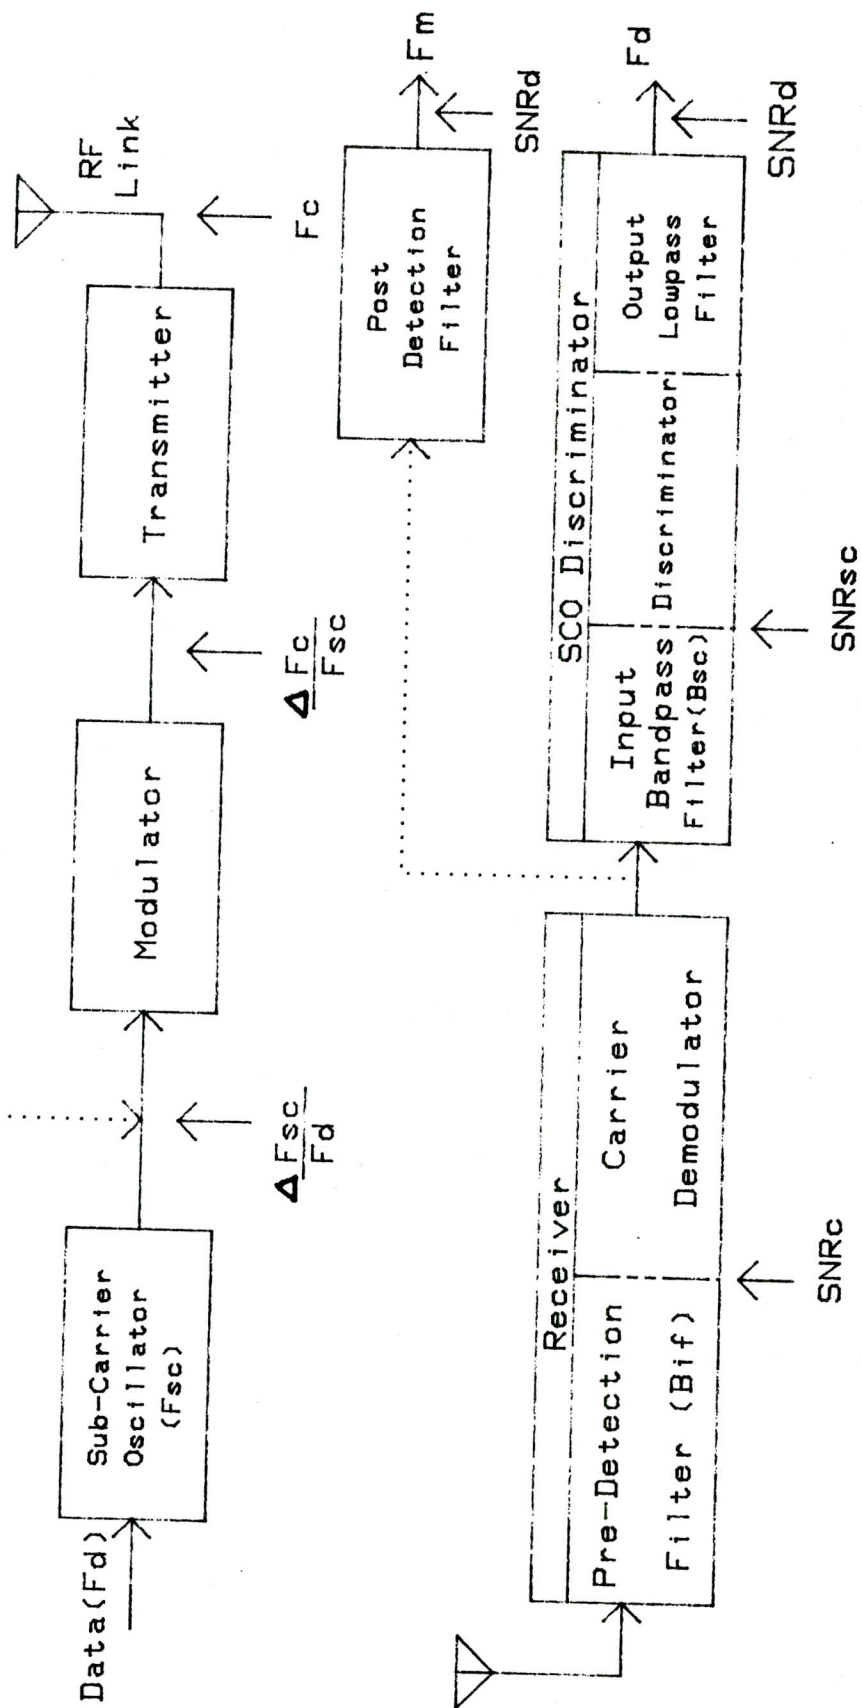 Data(Fd)
Sub-Carrier
Oscillator
(Fsc)
Δ Fsc
Fd
Modulator
Δ Fc
Fsc
Transmitter
RF
Link
Fc
Receiver
Pre-Detection
Filter (Bif)
Carrier
Demodulator
SNRc
Post
Detection
Filter
Fm
SNRd
SCO Discriminator
Input
Bandpass
Filter(Bsc)
Discriminator
Output
Lowpass
Filter
SNRsc
Fd
SNRd